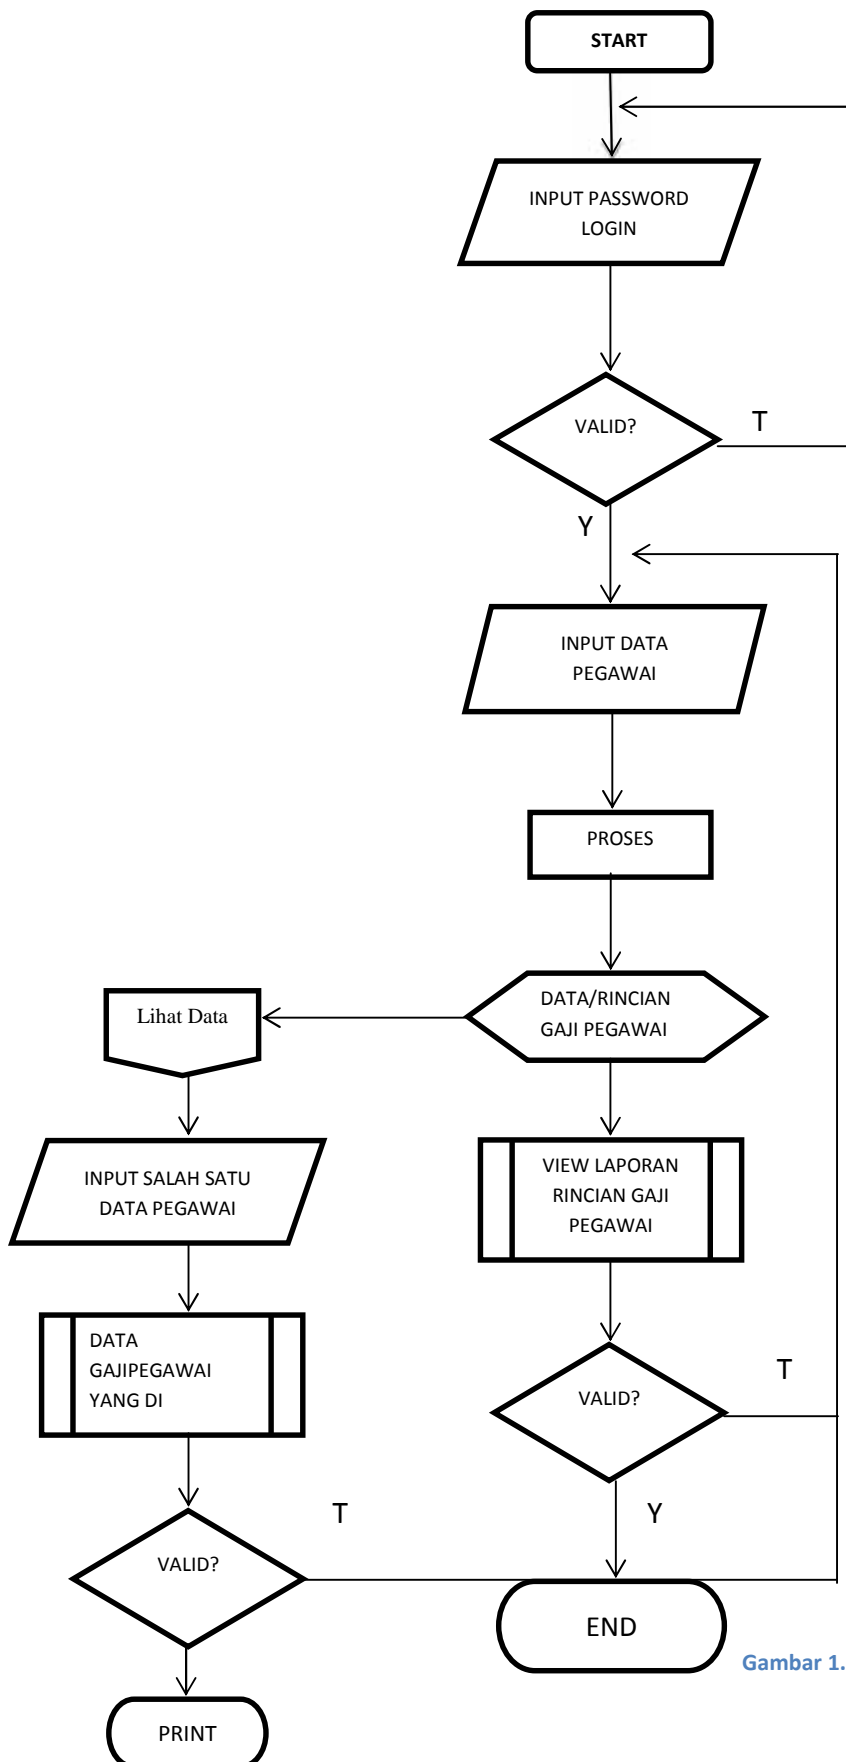 START
INPUT PASSWORD
LOGIN
VALID?
T
Y
INPUT DATA
PEGAWAI
PROSES
DATA/RINCIAN
GAJI PEGAWAI
Lihat Data
INPUT SALAH SATU
DATA PEGAWAI
VIEW LAPORAN
RINCIAN GAJI
PEGAWAI
DATA
GAJIPEGAWAI
YANG DI
VALID?
T
Y
VALID?
T
END
Gambar 1.
PRINT